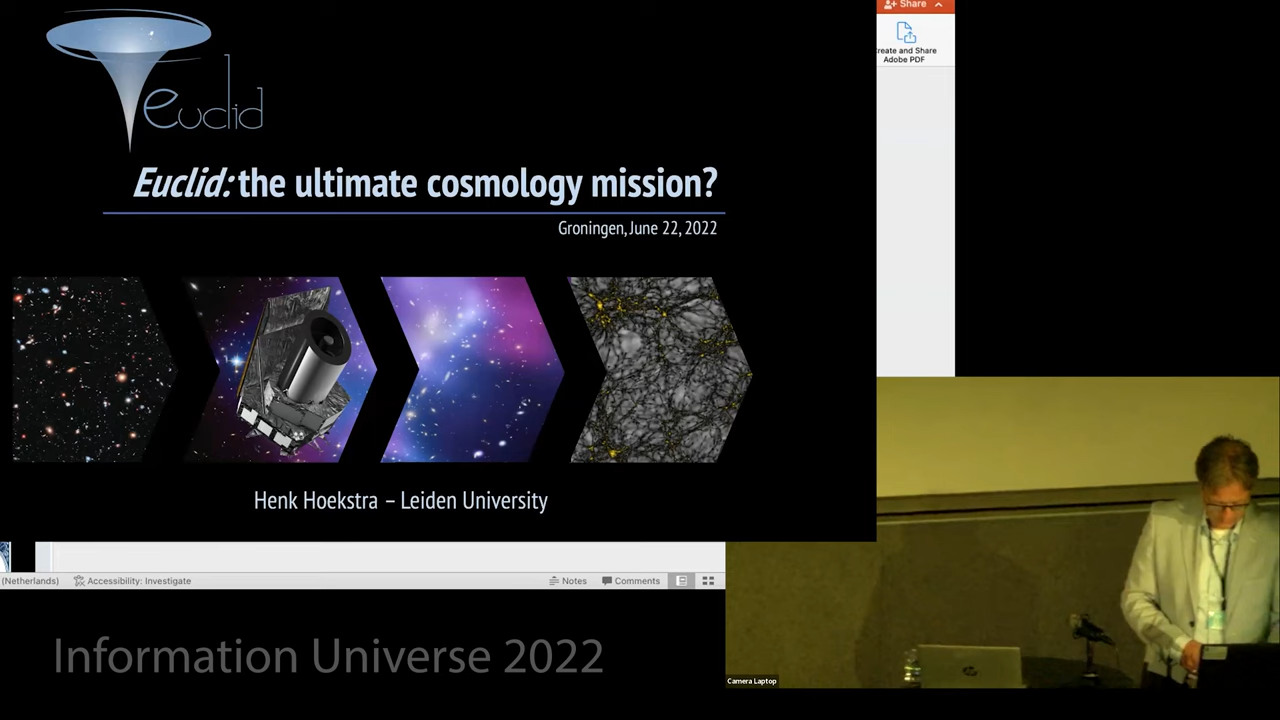 Share
reate and Share
Adobe PDF
euclid
Euclid: the ultimate cosmology mission?
Groningen, June 22, 2022
Henk Hoekstra – Leiden University
(Netherlands)
Accessibility: Investigate
Notes
Comments
Information Universe 2022
Camera Laptop